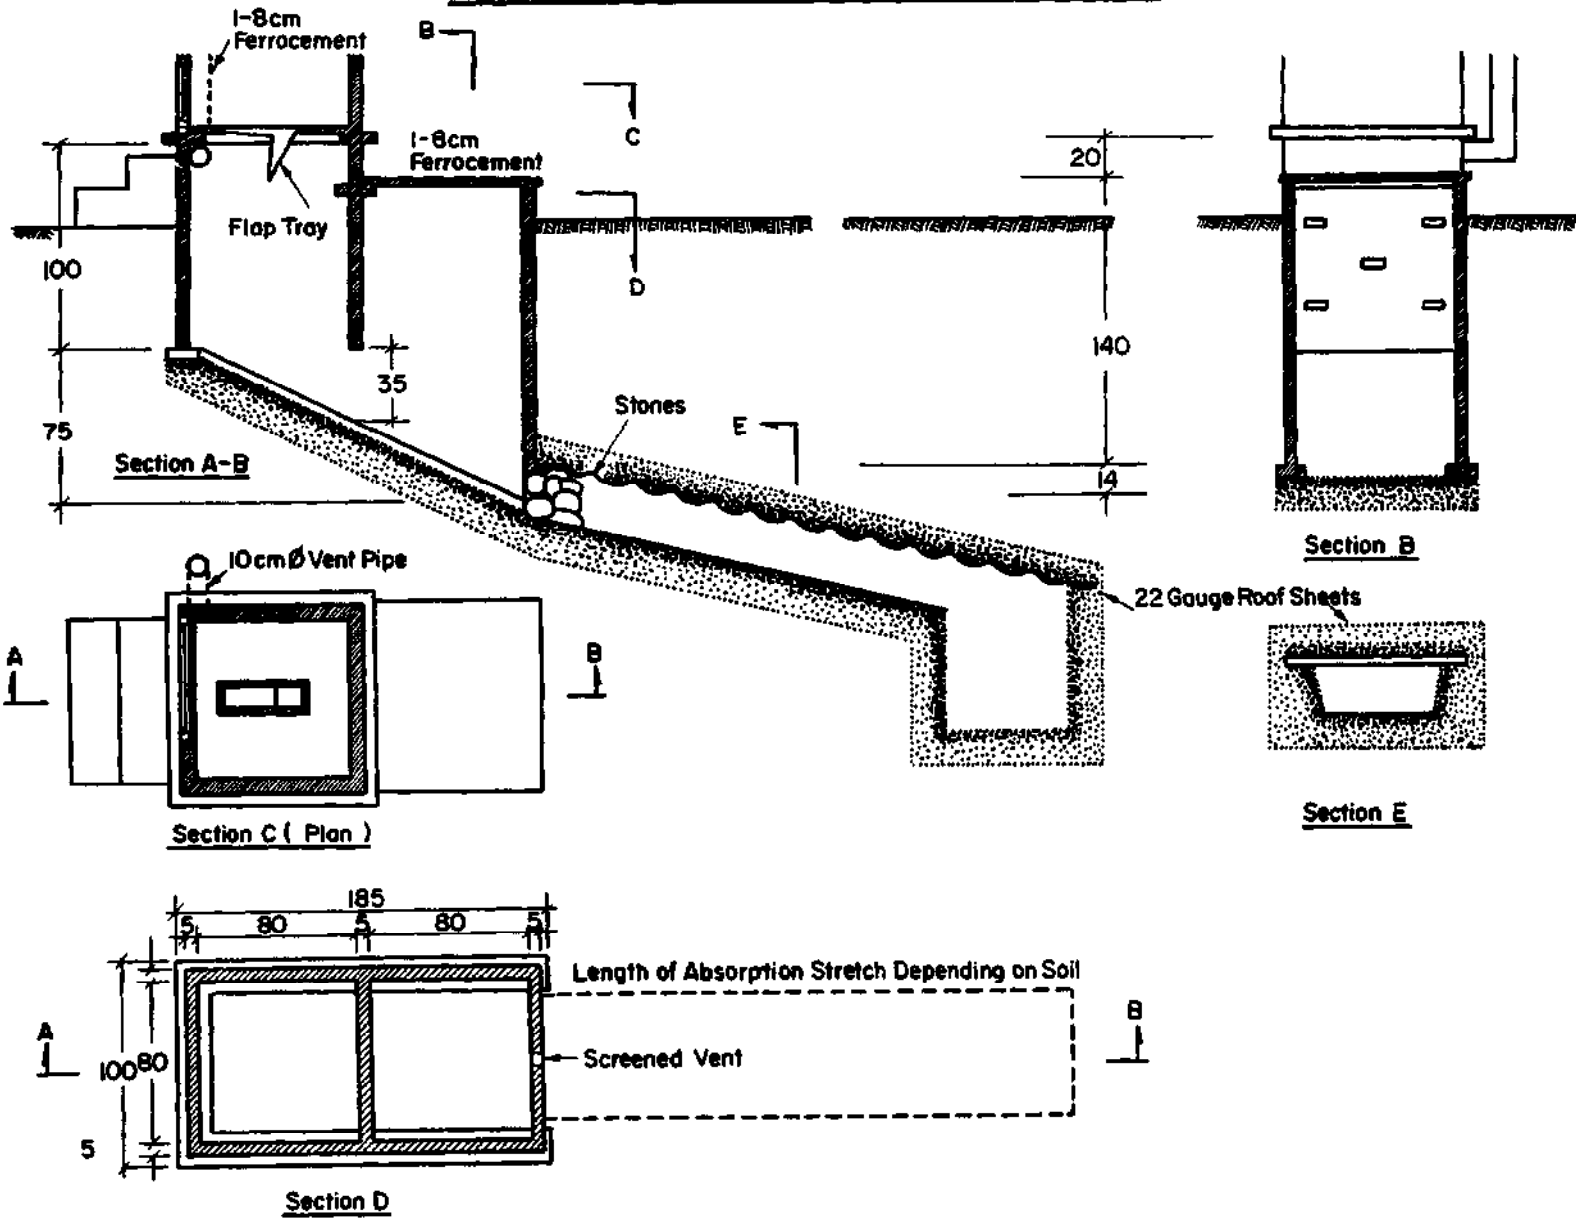 1-8cm
Ferrocement
B
C
1-8cm
Ferrocement
20
Flap Tray
100
D
140
35
Stones
75
E
Section A-B
14
Section B
10cm Ø Vent Pipe
22 Gauge Roof Sheets
A
B
Section C ( Plan )
Section E
185
5
80
5
80
5
Length of Absorption Stretch Depending on Soil
A
B
100
80
Screened Vent
5
Section D